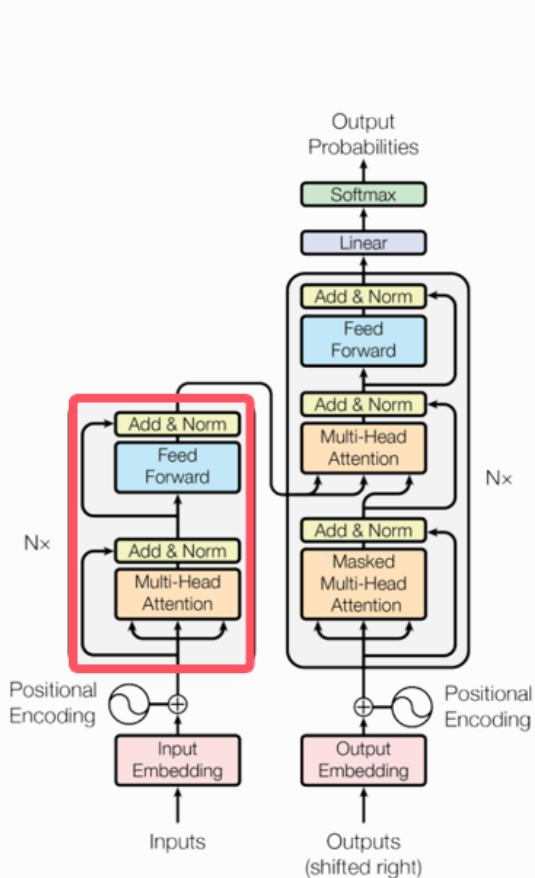 Output
Probabilities
Softmax
Linear
Add & Norm
Feed
Forward
Add & Norm
Multi-Head
Attention
Add & Norm
Masked
Multi-Head
Attention
N×
Add & Norm
Feed
Forward
Add & Norm
Multi-Head
Attention
N×
Positional
Encoding
Positional
Encoding
Input
Embedding
Output
Embedding
Inputs
Outputs
(shifted right)